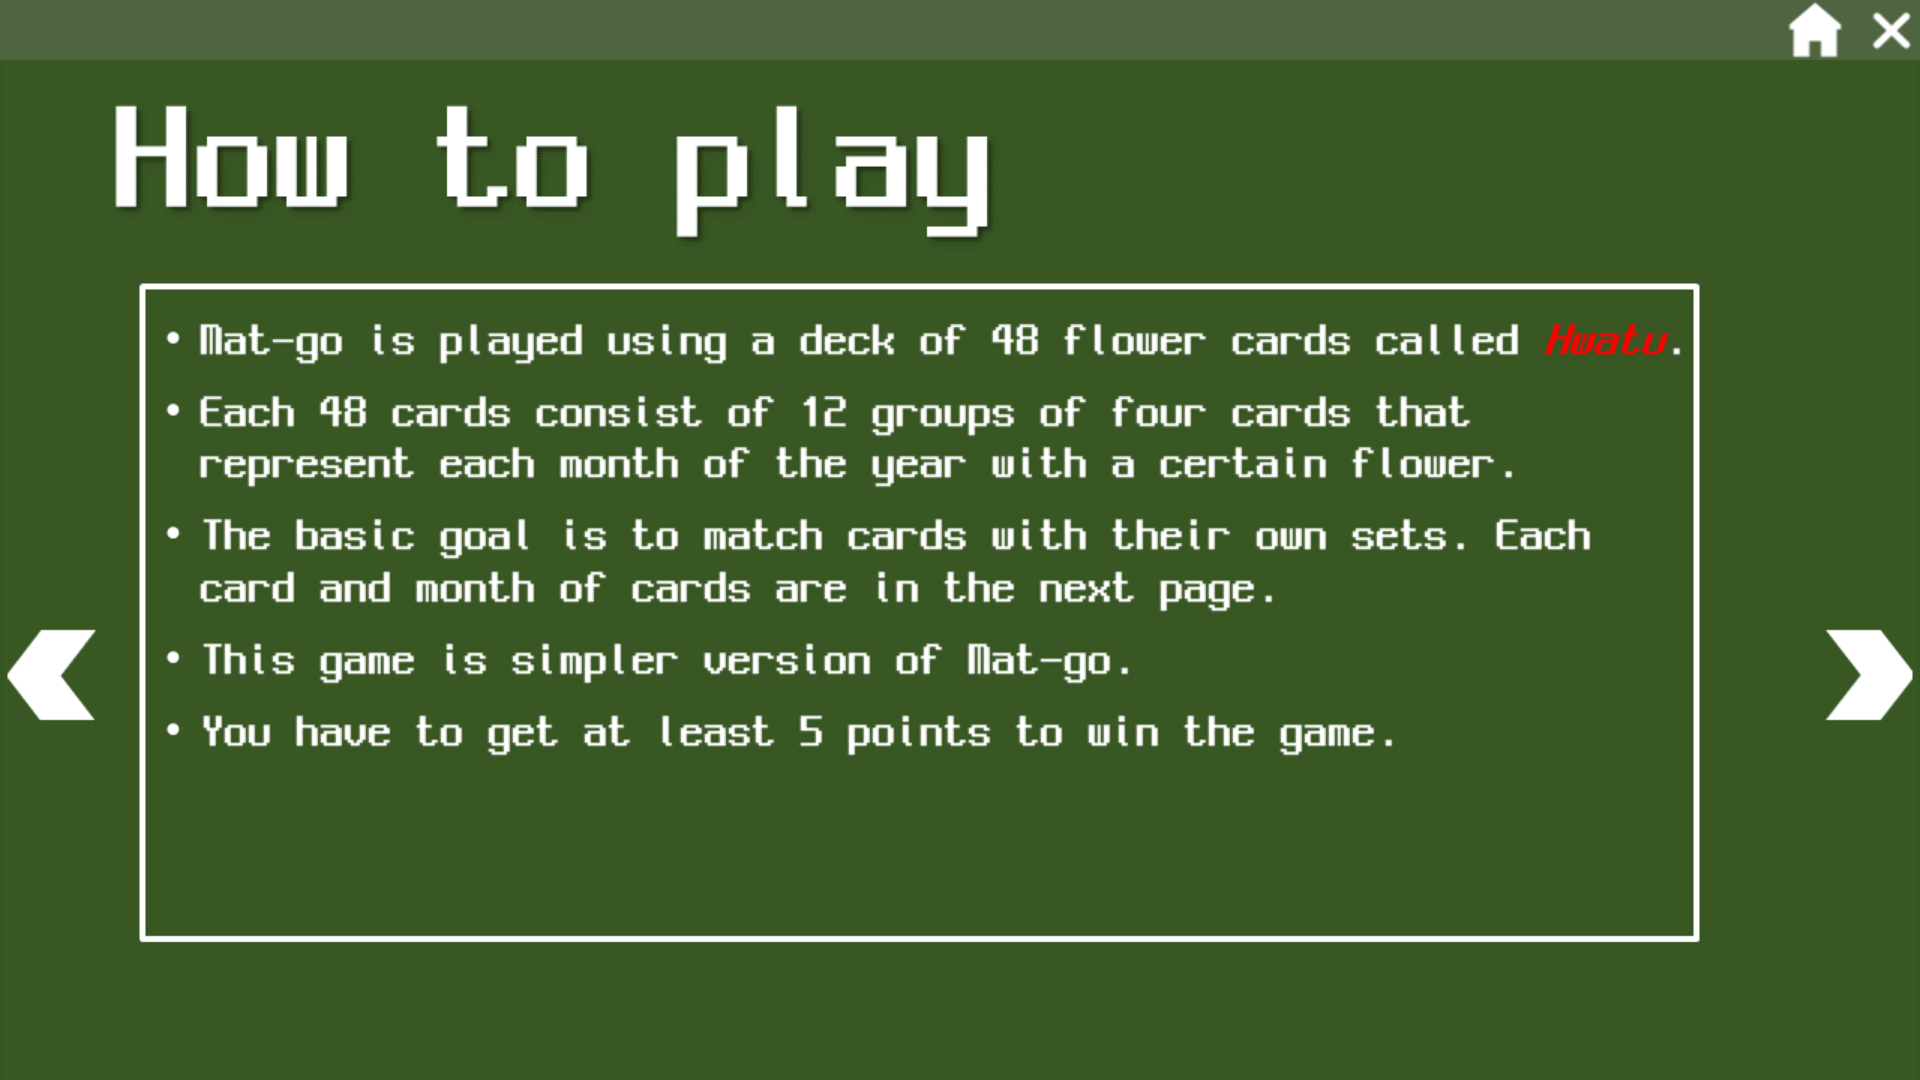 How to play
• Mat-go is played using a deck of 48 flower cards called Hwatu.
• Each 48 cards consist of 12 groups of four cards that
represent each month of the year with a certain flower.
• The basic goal is to match cards with their own sets. Each
card and month of cards are in the next page.
• This game is simpler version of Mat-go.
• You have to get at least 5 points to win the game.